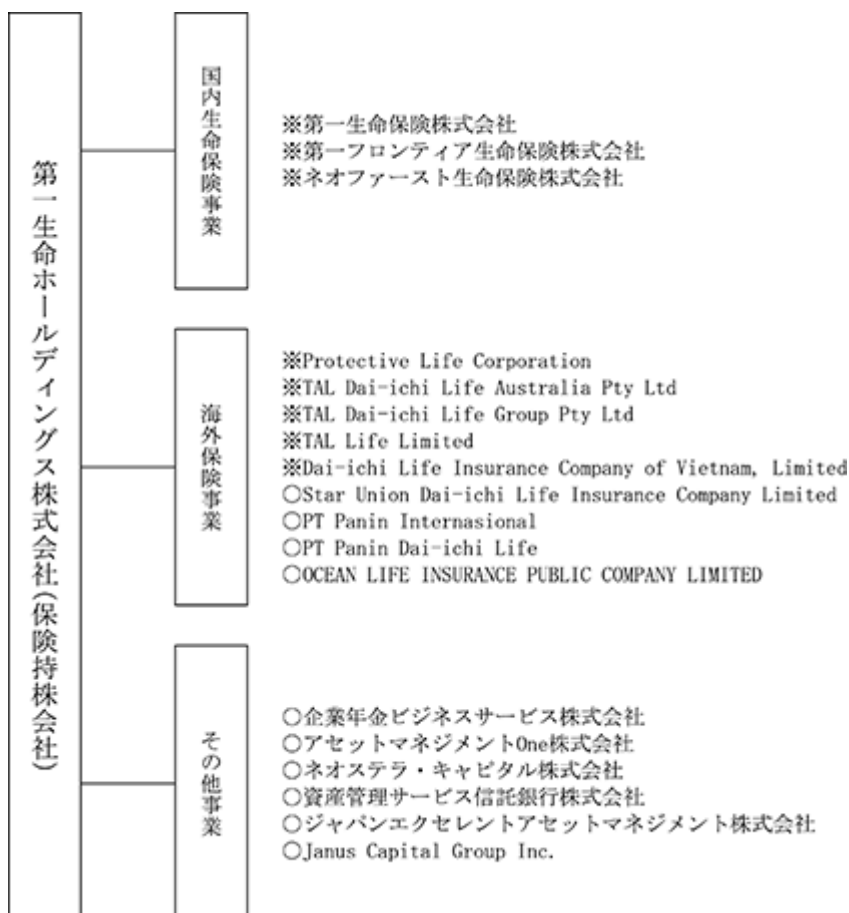 第一生命ホールディングス株式会社(保険持株会社)
国内生命保険事業
※第一生命保険株式会社
※第一フロンティア生命保険株式会社
※ネオファースト生命保険株式会社
海外保険事業
※Protective Life Corporation
※TAL Dai-ichi Life Australia Pty Ltd
※TAL Dai-ichi Life Group Pty Ltd
※TAL Life Limited
※Dai-ichi Life Insurance Company of Vietnam, Limited
○Star Union Dai-ichi Life Insurance Company Limited
○PT Panin Internasional
○PT Panin Dai-ichi Life
○OCEAN LIFE INSURANCE PUBLIC COMPANY LIMITED
その他事業
○企業年金ビジネスサービス株式会社
○アセットマネジメントOne株式会社
○ネオステラ・キャピタル株式会社
○資産管理サービス信託銀行株式会社
○ジャパンエクセレントアセットマネジメント株式会社
○Janus Capital Group Inc.